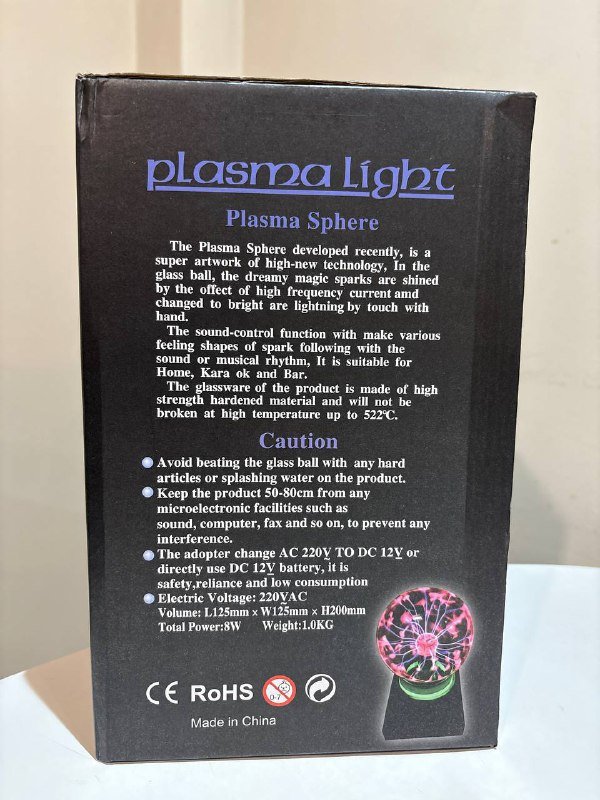 plasma light
Plasma Sphere
The Plasma Sphere developed recently, is a
super artwork of high-new technology, In the
glass ball, the dreamy magic sparks are shined
by the offect of high frequency current amd
changed to bright are lightning by touch with
hand.
The sound-control function with make various
feeling shapes of spark following with the
sound or musical rhythm, It is suitable for
Home, Kara ok and Bar.
The glassware of the product is made of high
strength hardened material and will not be
broken at high temperature up to 522℃.
Caution
Avoid beating the glass ball with any hard
articles or splashing water on the product.
Keep the product 50-80cm from any
microelectronic facilities such as
sound, computer, fax and so on, to prevent any
interference.
The adopter change AC 220V TO DC 12V or
directly use DC 12V battery, it is
safety,reliance and low consumption
Electric Voltage: 220VAC
Volume: L125mm × W125mm × H200mm
Total Power:8W Weight:1.0KG
CE RoHS 0-7
Made in China